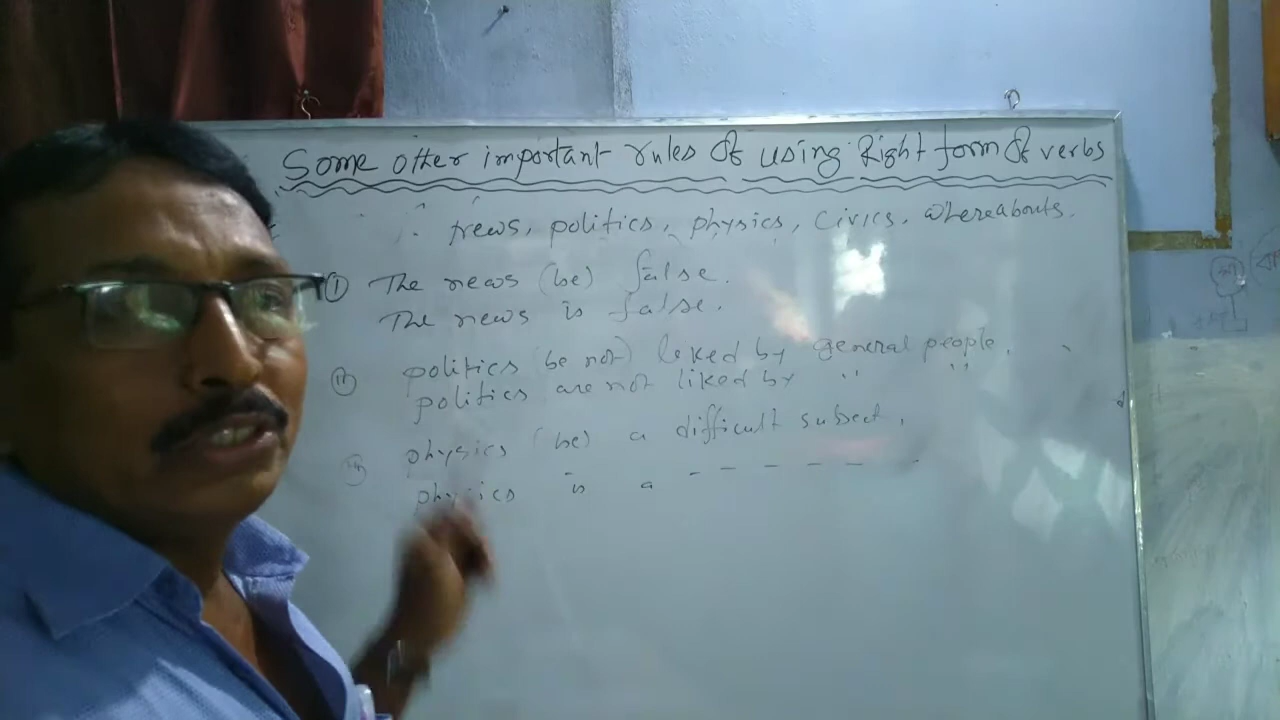 Some other important rules of using Right form of verbs
news, politics, physics, civics, whereabouts.
(i) The news (be) false.
The news is false.
(ii) politics (be not) liked by general people.
politics are not liked by " "
physics (be) a difficult subject.
physics is a - - - - - -